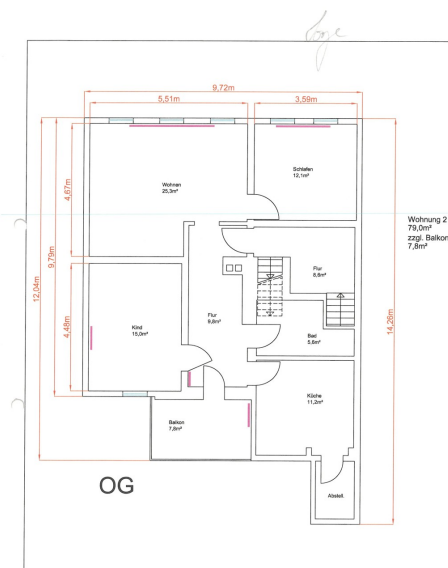 9,72m
5,51m
3,59m
Wohnen
25,3m²
Schlafen
12,1m²
4,67m
Wohnung 2
79,0m²
zzgl. Balkon
7,8m²
9,79m
12,04m
14,26m
Flur
8,6m²
Flur
9,8m²
4,48m
Kind
15,0m²
Bad
5,6m²
Küche
11,2m²
Balkon
7,8m²
OG
Abstell.